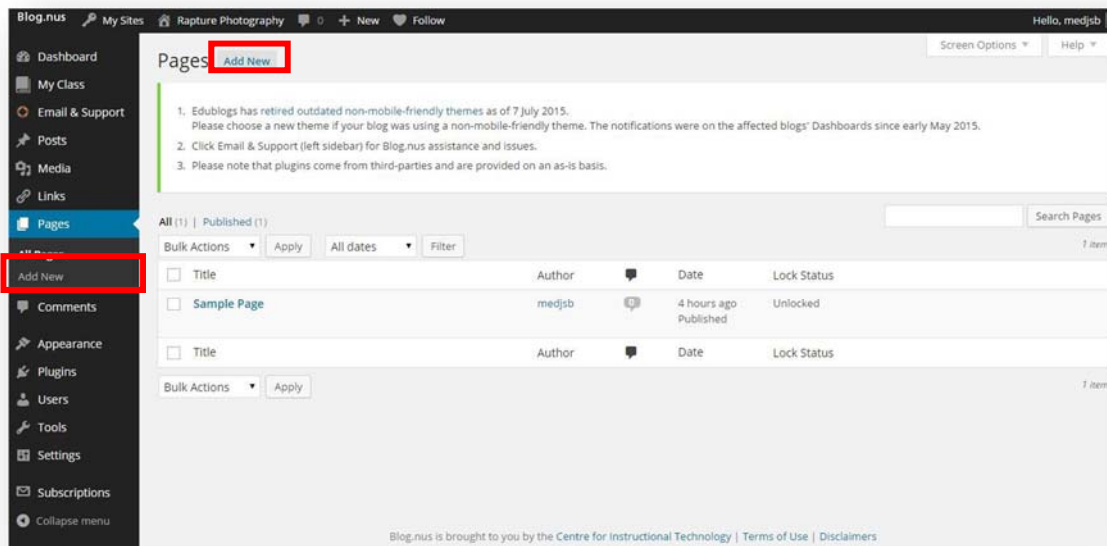 Blog.nus My Sites Rapture Photography 0 + New Follow Hello, medjsb
Dashboard
My Class
Email & Support
Posts
Media
Links
Pages
All Pages
Add New
Comments
Appearance
Plugins
Users
Tools
Settings
Subscriptions
Collapse menu
Screen Options Help
Pages Add New
1. Edublogs has retired outdated non-mobile-friendly themes as of 7 July 2015.
Please choose a new theme if your blog was using a non-mobile-friendly theme. The notifications were on the affected blogs' Dashboards since early May 2015.
2. Click Email & Support (left sidebar) for Blog.nus assistance and issues.
3. Please note that plugins come from third-parties and are provided on an as-is basis.
All (1) | Published (1) Search Pages
Bulk Actions Apply All dates Filter 1 item
Title Author Date Lock Status
Sample Page medjsb 0 4 hours ago Unlocked
Published
Title Author Date Lock Status
Bulk Actions Apply 1 item
Blog.nus is brought to you by the Centre for Instructional Technology | Terms of Use | Disclaimers